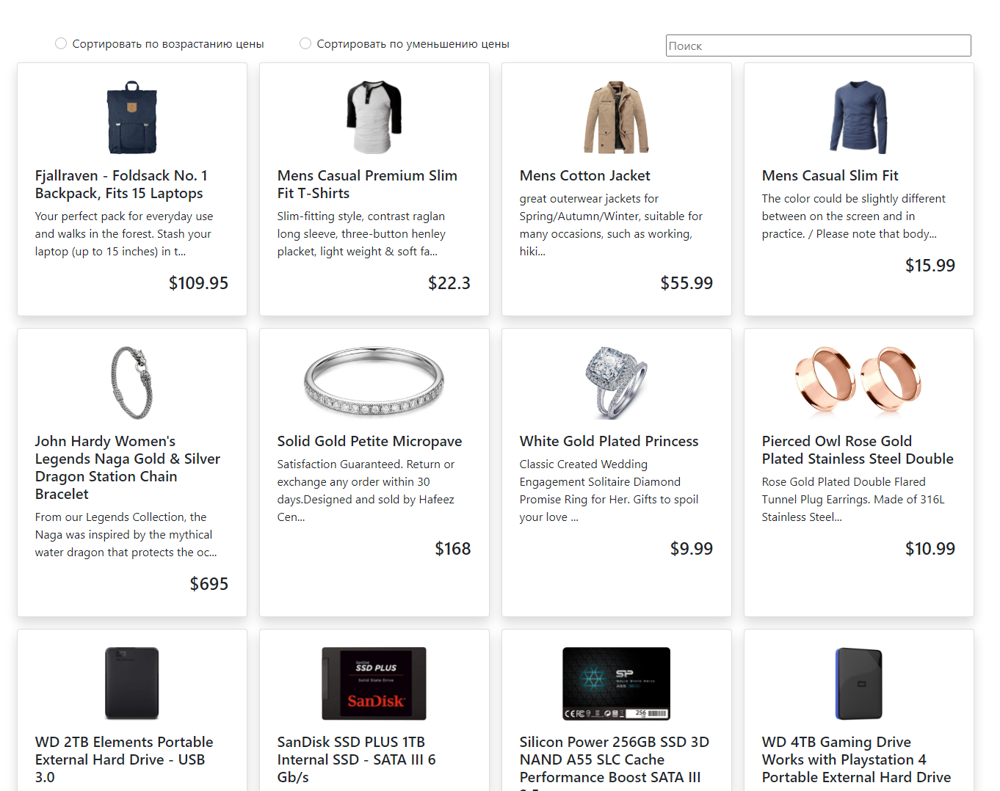 Сортировать по возрастанию цены
Сортировать по уменьшению цены
Поиск
Fjallraven - Foldsack No. 1
Backpack, Fits 15 Laptops
Your perfect pack for everyday use
and walks in the forest. Stash your
laptop (up to 15 inches) in t...
$109.95
Mens Casual Premium Slim
Fit T-Shirts
Slim-fitting style, contrast raglan
long sleeve, three-button henley
placket, light weight & soft fa...
$22.3
Mens Cotton Jacket
great outerwear jackets for
Spring/Autumn/Winter, suitable for
many occasions, such as working,
hiki...
$55.99
Mens Casual Slim Fit
The color could be slightly different
between on the screen and in
practice. / Please note that body...
$15.99
John Hardy Women's
Legends Naga Gold & Silver
Dragon Station Chain
Bracelet
From our Legends Collection, the
Naga was inspired by the mythical
water dragon that protects the oc...
$695
Solid Gold Petite Micropave
Satisfaction Guaranteed. Return or
exchange any order within 30
days.Designed and sold by Hafeez
Cen...
$168
White Gold Plated Princess
Classic Created Wedding
Engagement Solitaire Diamond
Promise Ring for Her. Gifts to spoil
your love ...
$9.99
Pierced Owl Rose Gold
Plated Stainless Steel Double
Rose Gold Plated Double Flared
Tunnel Plug Earrings. Made of 316L
Stainless Steel...
$10.99
WD 2TB Elements Portable
External Hard Drive - USB
3.0
SanDisk
SSD PLUS
Solid State Drive
SanDisk
SanDisk SSD PLUS 1TB
Internal SSD - SATA III 6
Gb/s
SP
Solid State Drive
A55
256
Silicon Power 256GB SSD 3D
NAND A55 SLC Cache
Performance Boost SATA III
WD
WD 4TB Gaming Drive
Works with Playstation 4
Portable External Hard Drive